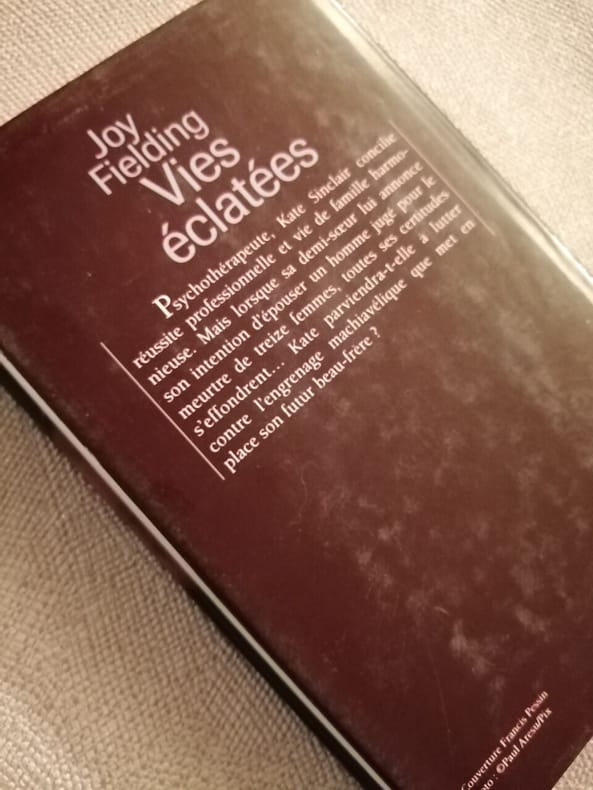 Joy
Fielding
Vies
éclatées
Psychothérapeute, Kate Sinclair concilie
réussite professionnelle et vie de famille harmo-
nieuse. Mais lorsque sa demi-sœur lui annonce
son intention d'épouser un homme jugé pour le
meurtre de treize femmes, toutes ses certitudes
s'effondrent... Kate parviendra-t-elle à lutter
contre l'engrenage machiavélique que met en
place son futur beau-frère ?
Couverture Francis Pessin
: ©Paul Aresu/Pix